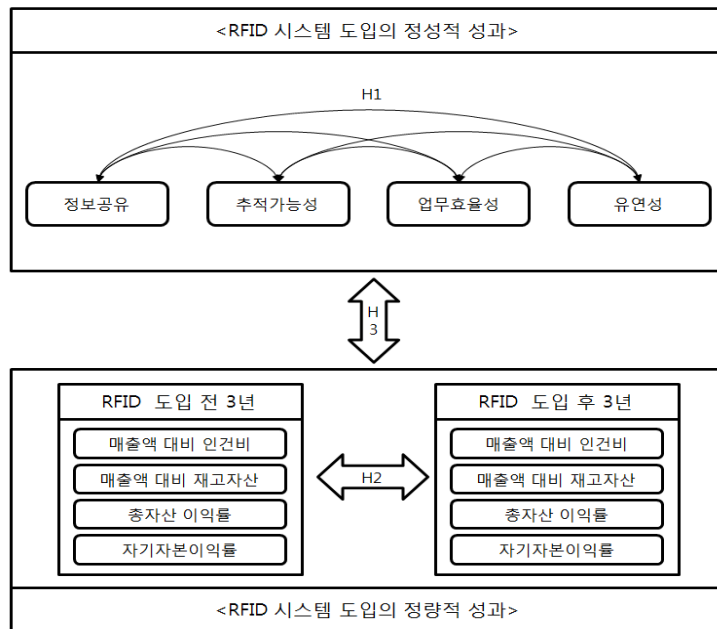 <RFID 시스템 도입의 정성적 성과>
H1
정보공유
추적가능성
업무효율성
유연성
H
3
RFID 도입 전 3년
매출액 대비 인건비
매출액 대비 재고자산
총자산 이익률
자기자본이익률
H2
RFID 도입 후 3년
매출액 대비 인건비
매출액 대비 재고자산
총자산 이익률
자기자본이익률
<RFID 시스템 도입의 정량적 성과>